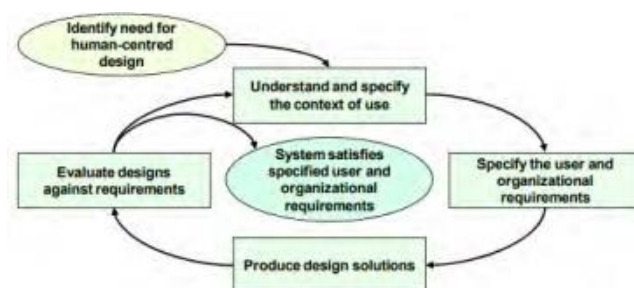 Identify need for
human-centred
design
Understand and specify
the context of use
Evaluate designs
against requirements
System satisfies
specified user and
organizational
requirements
Specify the user and
organizational
requirements
Produce design solutions